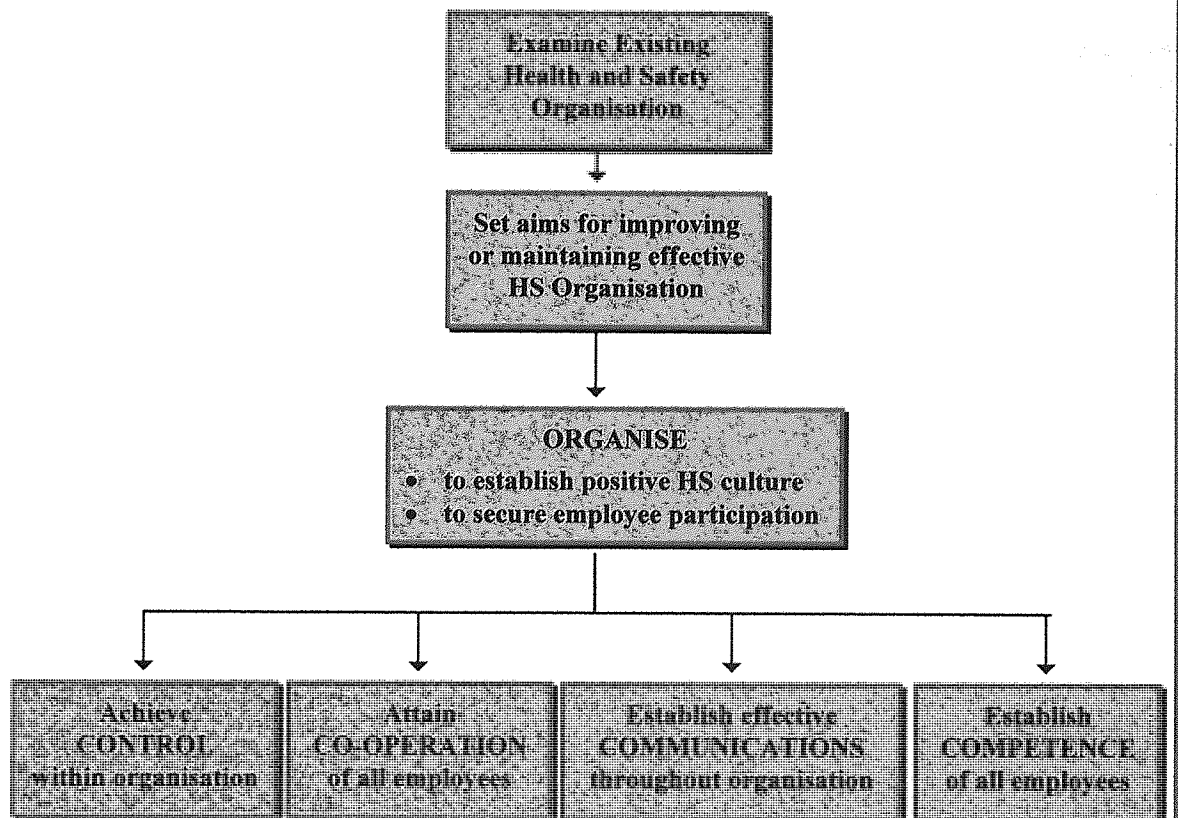 Examine Existing
Health and Safety
Organisation
Set aims for improving
or maintaining effective
HS Organisation
ORGANISE
• to establish positive HS culture
• to secure employee participation
Achieve
CONTROL
within organisation
Attain
CO-OPERATION
of all employees
Establish effective
COMMUNICATIONS
throughout organisation
Establish
COMPETENCE
of all employees